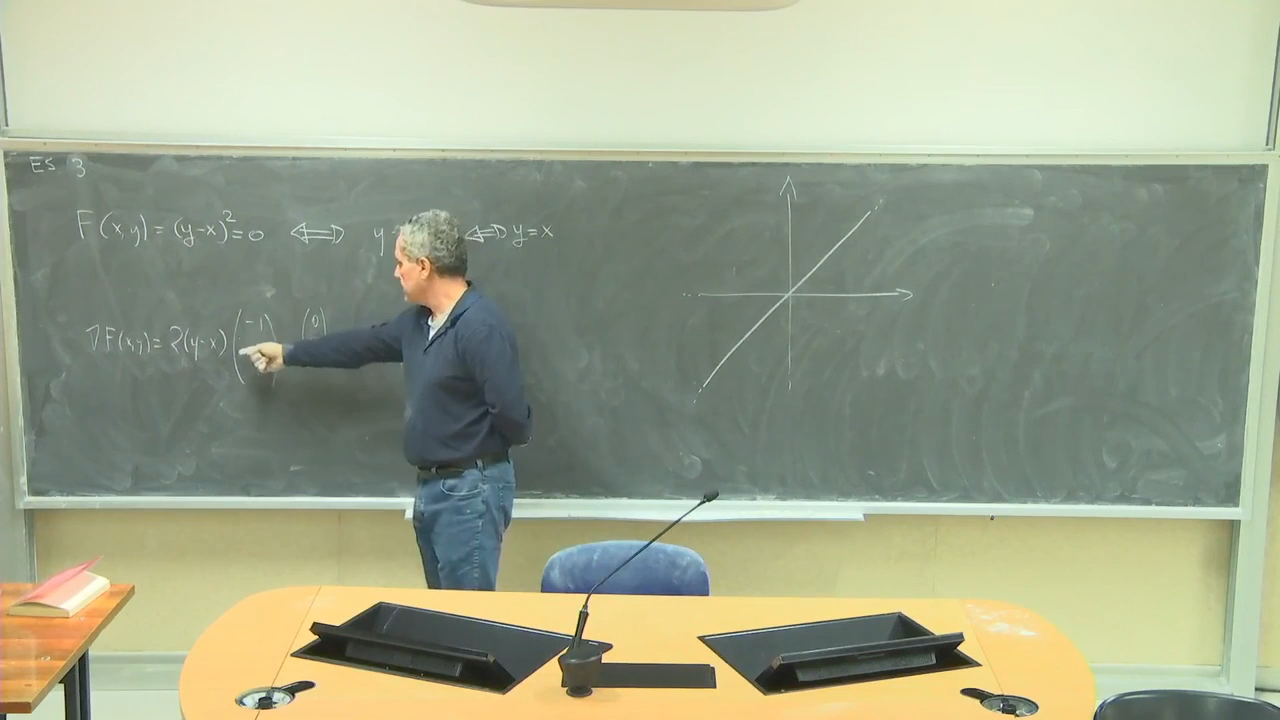 ES 3
F(x,y) = (y-x)²=0 ⟺ y ⟺ y=x
∇F(x,y) = 2(y-x) (-1 (0)